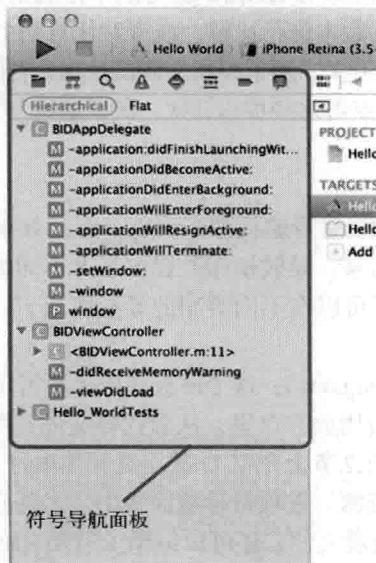 Hello World
iPhone Retina (3.5
Hierarchical Flat
BIDAppDelegate
M -application:didFinishLaunchingWit...
M -applicationDidBecomeActive:
M -applicationDidEnterBackground:
M -applicationWillEnterForeground:
M -applicationWillResignActive:
M -applicationWillTerminate:
M -setWindow:
M -window
P window
C BIDViewController
<BIDViewController.m:11>
M -didReceiveMemoryWarning
M -viewDidLoad
C Hello_WorldTests
PROJECT
Hello
TARGETS
Hello
Hello
Add
符号导航面板